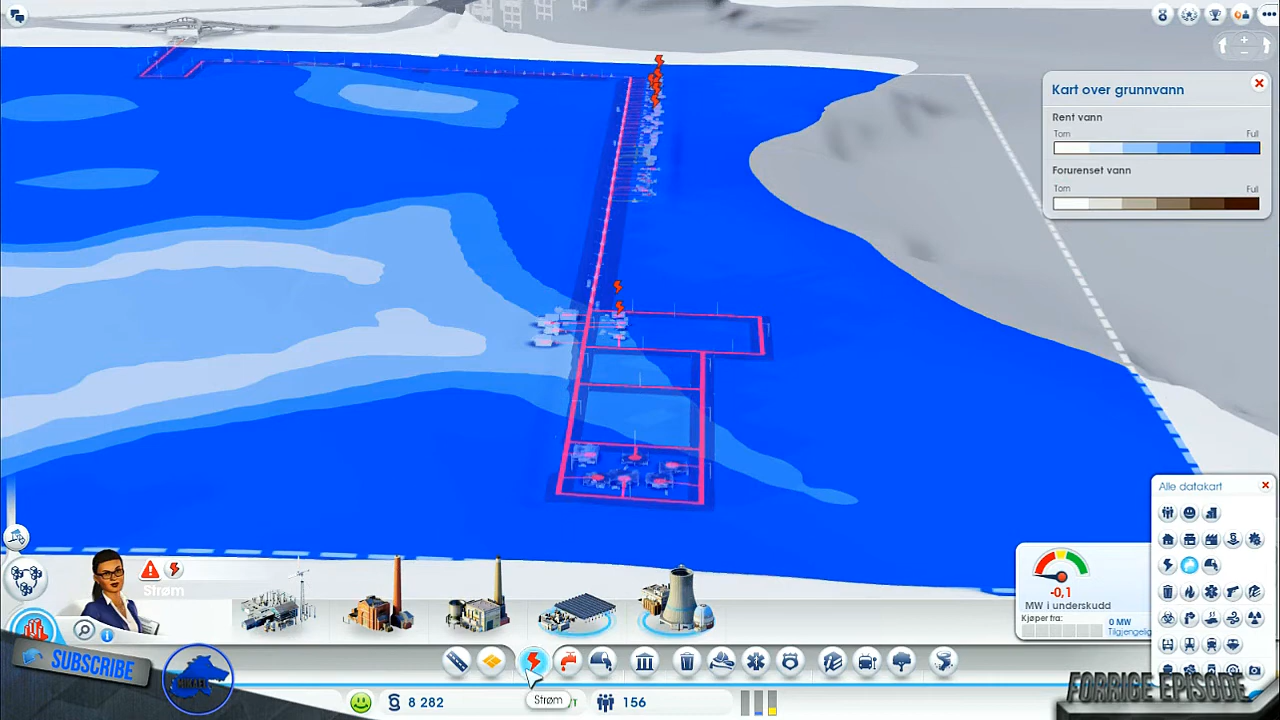 Kart over grunnvann
Rent vann
Tom Full
Forurenset vann
Tom Full
Alle datakart
Strøm
-0,1
MW i underskudd
Kjøper fra:
0 MW
Tilgjengelig
SUBSCRIBE
MIKAEL
8 282
Strøm
156
FORRIGE EPISODE